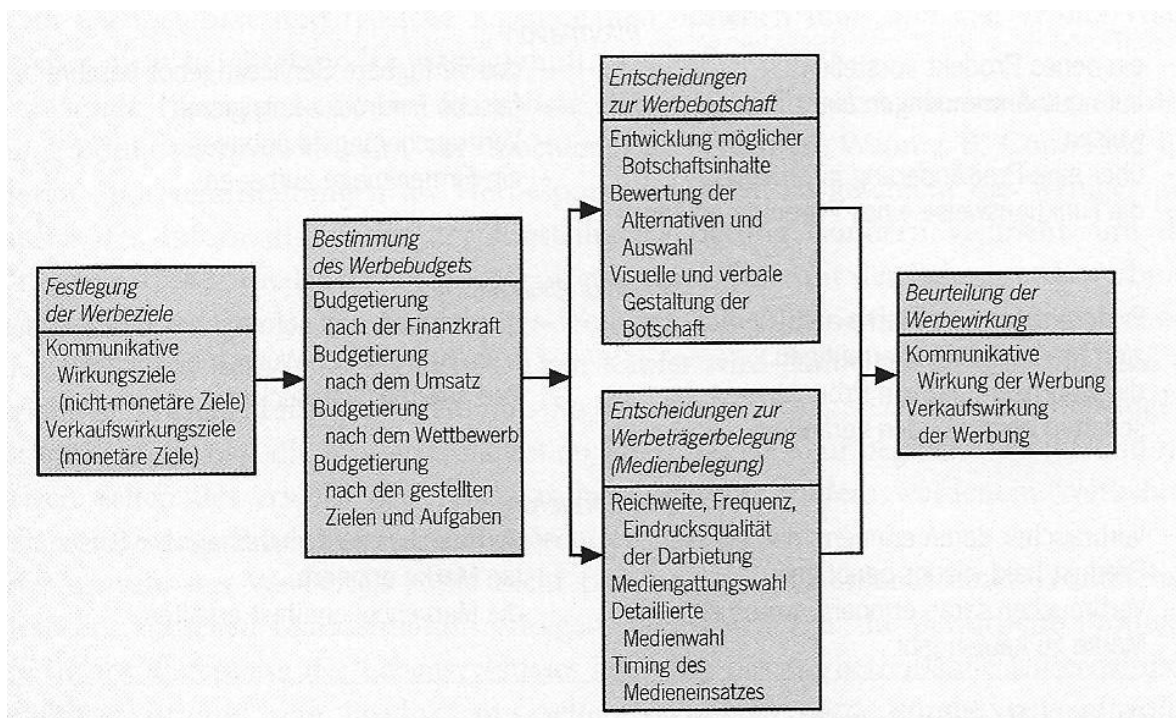 Festlegung
der Werbeziele
Kommunikative
Wirkungsziele
(nicht-monetäre Ziele)
Verkaufswirkungsziele
(monetäre Ziele)
Bestimmung
des Werbebudgets
Budgetierung
nach der Finanzkraft
Budgetierung
nach dem Umsatz
Budgetierung
nach dem Wettbewerb
Budgetierung
nach den gestellten
Zielen und Aufgaben
Entscheidungen
zur Werbebotschaft
Entwicklung möglicher
Botschaftsinhalte
Bewertung der
Alternativen und
Auswahl
Visuelle und verbale
Gestaltung der
Botschaft
Entscheidungen zur
Werbeträgerbelegung
(Medienbelegung)
Reichweite, Frequenz,
Eindrucksqualität
der Darbietung
Mediengattungswahl
Detaillierte
Medienwahl
Timing des
Medieneinsatzes
Beurteilung der
Werbewirkung
Kommunikative
Wirkung der Werbung
Verkaufswirkung
der Werbung